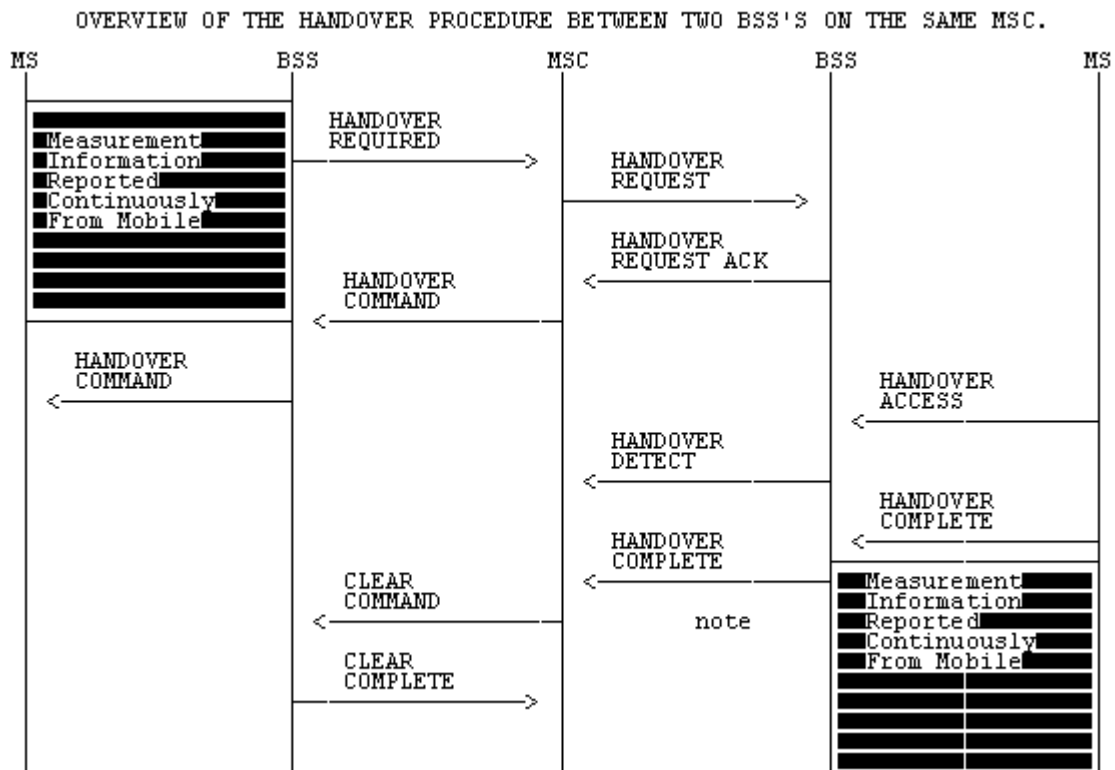 OVERVIEW OF THE HANDOVER PROCEDURE BETWEEN TWO BSS'S ON THE SAME MSC.
MS BSS MSC BSS MS
HANDOVER
REQUIRED
Measurement
Information
Reported
Continuously
From Mobile
HANDOVER
REQUEST
HANDOVER
REQUEST ACK
HANDOVER
COMMAND
HANDOVER
COMMAND
HANDOVER
ACCESS
HANDOVER
DETECT
HANDOVER
COMPLETE
HANDOVER
COMPLETE
CLEAR
COMMAND
note
Measurement
Information
Reported
Continuously
From Mobile
CLEAR
COMPLETE